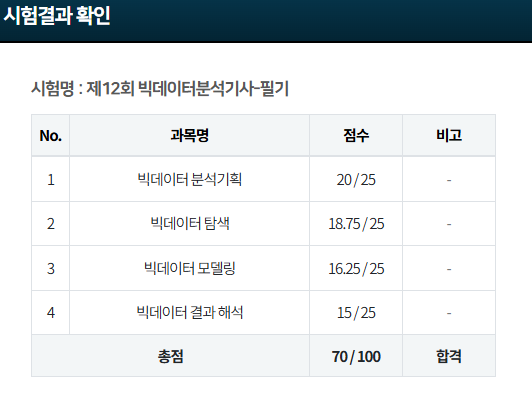 시험결과 확인
시험명 : 제12회 빅데이터분석기사-필기
No. 과목명 점수 비고
1 빅데이터 분석기획 20 / 25 -
2 빅데이터 탐색 18.75 / 25 -
3 빅데이터 모델링 16.25 / 25 -
4 빅데이터 결과 해석 15 / 25 -
총점 70 / 100 합격